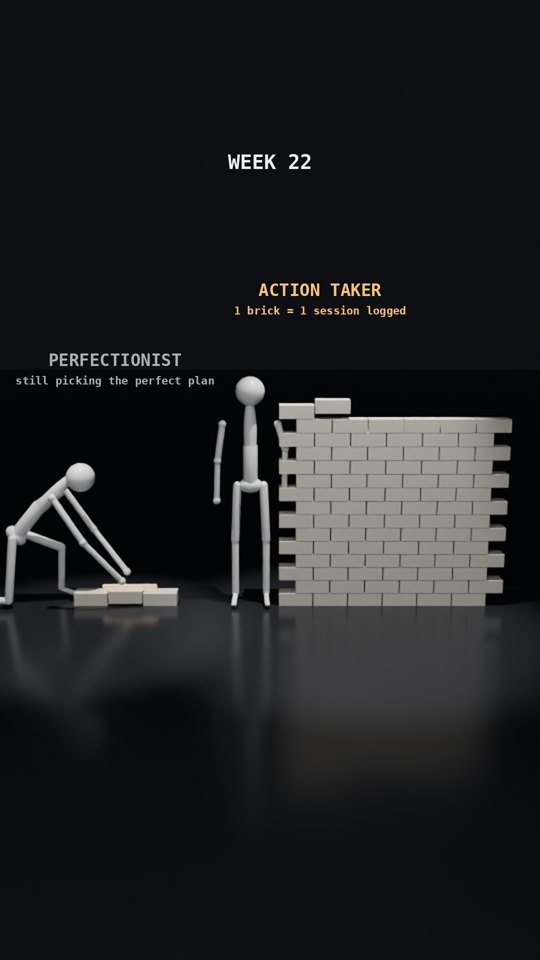 WEEK 22
ACTION TAKER
1 brick = 1 session logged
PERFECTIONIST
still picking the perfect plan